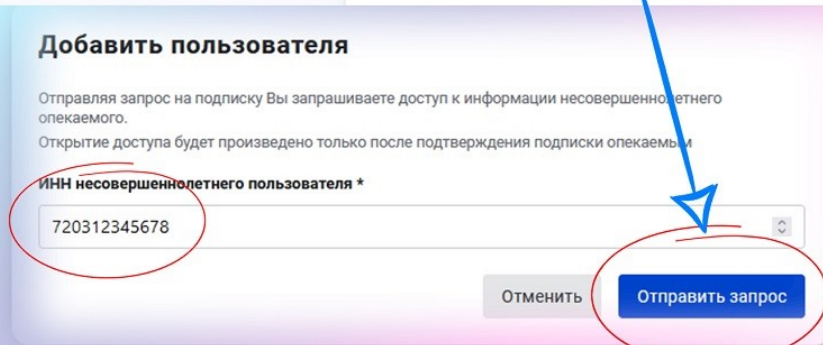 Добавить пользователя
Отправляя запрос на подписку Вы запрашиваете доступ к информации несовершеннолетнего
опекаемого.
Открытие доступа будет произведено только после подтверждения подписки опекаемым
ИНН несовершеннолетнего пользователя *
720312345678
Отменить
Отправить запрос